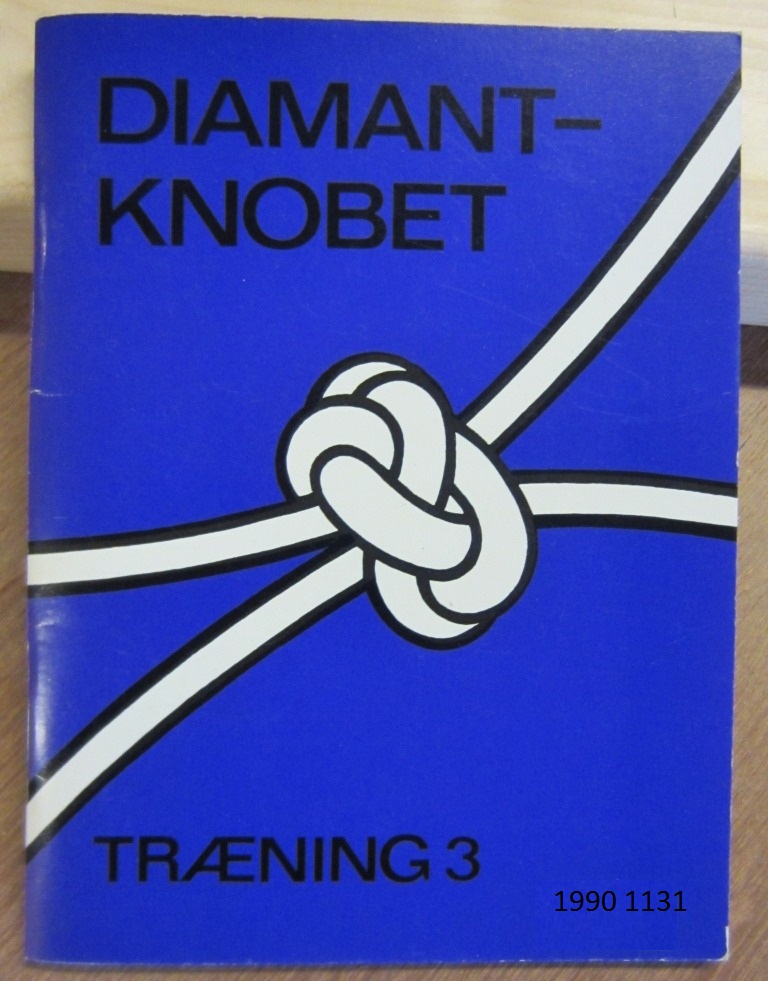 DIAMANT-
KNOBET
TRÆNING 3
1990 1131